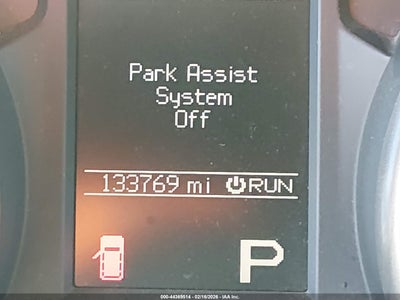 Park Assist
System
Off
133769 mi RUN
P
000-44369514 - 02/16/2026 - IAA Inc.